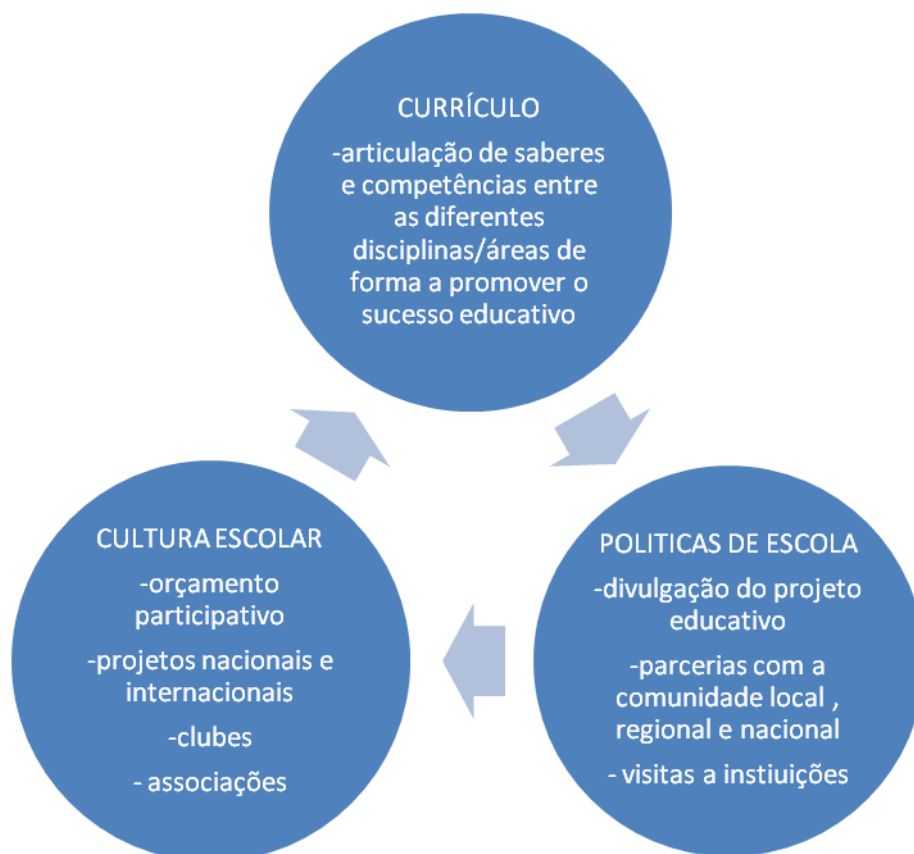 CURRÍCULO
-articulação de saberes
e competências entre
as diferentes
disciplinas/áreas de
forma a promover o
sucesso educativo
CULTURA ESCOLAR
-orçamento
participativo
-projetos nacionais e
internacionais
-clubes
- associações
POLITICAS DE ESCOLA
-divulgação do projeto
educativo
-parcerias com a
comunidade local ,
regional e nacional
- visitas a instiuições